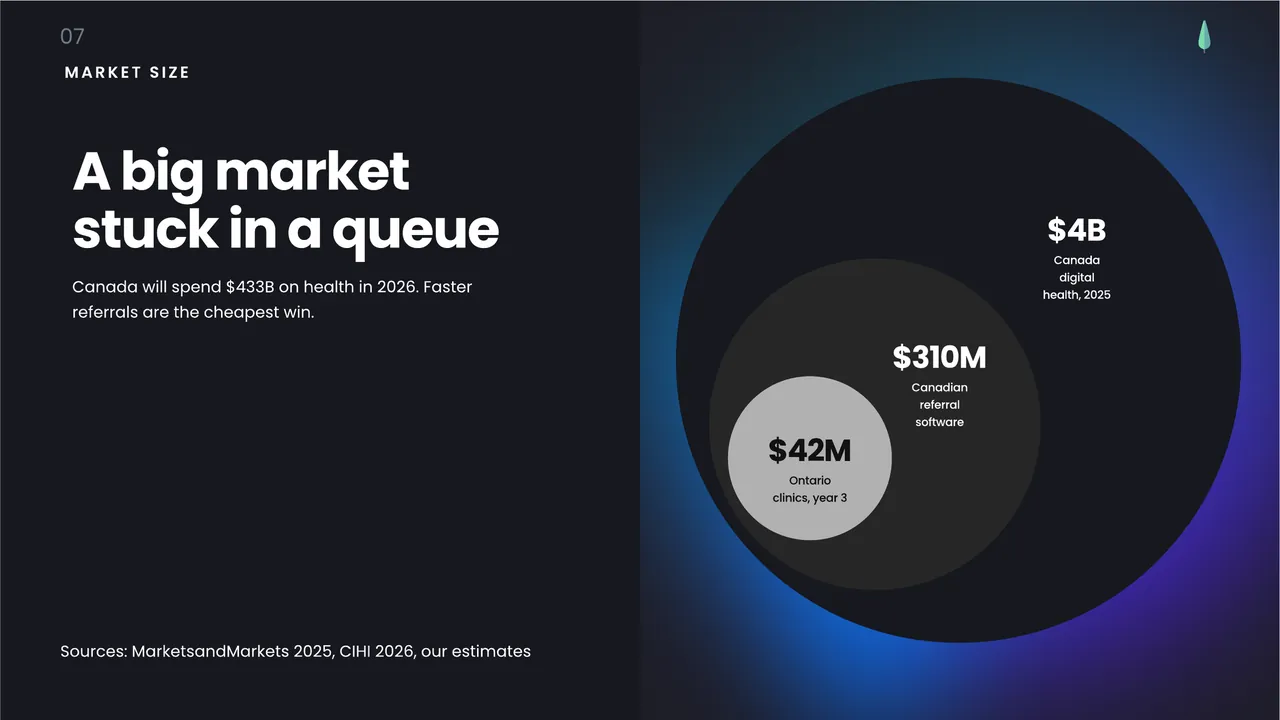 07
MARKET SIZE
A big market
stuck in a queue
Canada will spend $433B on health in 2026. Faster
referrals are the cheapest win.
$4B
Canada
digital
health, 2025
$310M
Canadian
referral
software
$42M
Ontario
clinics, year 3
Sources: MarketsandMarkets 2025, CIHI 2026, our estimates